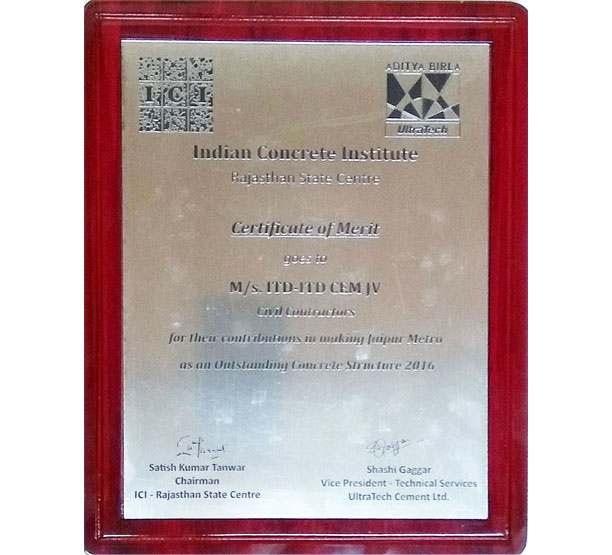 ICI
ADITYA BIRLA
UltraTech
Indian Concrete Institute
Rajasthan State Centre
Certificate of Merit
goes to
M/s. ITD-ITD CEM JV
Civil Contractors
for their contributions in making Jaipur Metro
as an Outstanding Concrete Structure 2016
Satish Kumar Tanwar
Chairman
ICI - Rajasthan State Centre
Shashi Gaggar
Vice President - Technical Services
UltraTech Cement Ltd.